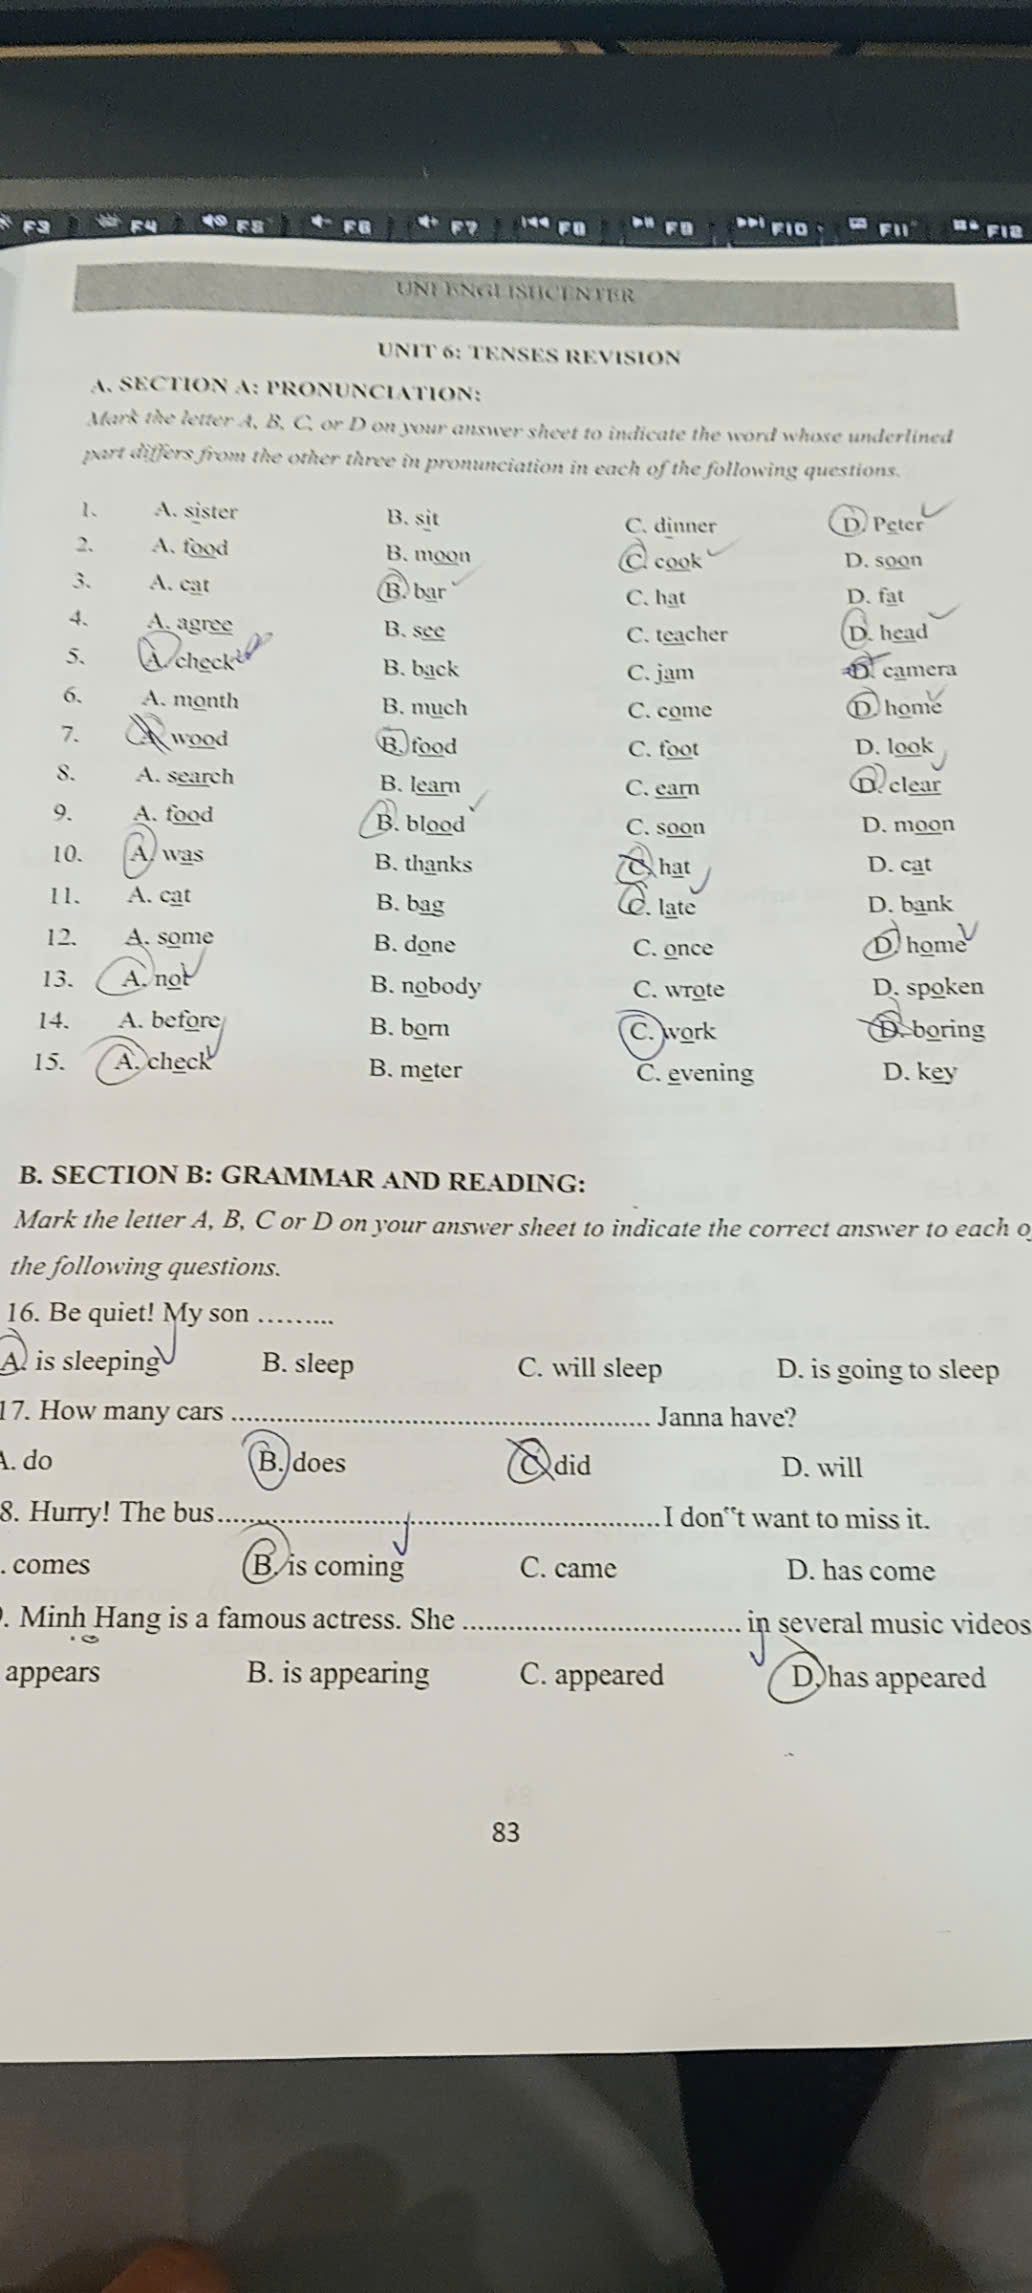 F3 F4 F5 F6 F7 F8 F9 F10 F11 F12
UNI ENGLISHCENTER
UNIT 6: TENSES REVISION
A. SECTION A: PRONUNCIATION:
Mark the letter A, B, C, or D on your answer sheet to indicate the word whose underlined
part differs from the other three in pronunciation in each of the following questions.
1. A. sister B. sit C. dinner D. Peter
2. A. food B. moon C. cook D. soon
3. A. cat B. bar C. hat D. fat
4. A. agree B. see C. teacher D. head
5. A. check B. back C. jam D. camera
6. A. month B. much C. come D. home
7. A. wood B. food C. foot D. look
8. A. search B. learn C. earn D. clear
9. A. food B. blood C. soon D. moon
10. A. was B. thanks C. hat D. cat
11. A. cat B. bag C. late D. bank
12. A. some B. done C. once D. home
13. A. not B. nobody C. wrote D. spoken
14. A. before B. born C. work D. boring
15. A. check B. meter C. evening D. key
B. SECTION B: GRAMMAR AND READING:
Mark the letter A, B, C or D on your answer sheet to indicate the correct answer to each o
the following questions.
16. Be quiet! My son .........
A. is sleeping B. sleep C. will sleep D. is going to sleep
17. How many cars ................................................ Janna have?
A. do B. does C. did D. will
8. Hurry! The bus................................................I don‟t want to miss it.
. comes B. is coming C. came D. has come
. Minh Hang is a famous actress. She ................................ in several music videos
appears B. is appearing C. appeared D. has appeared
83